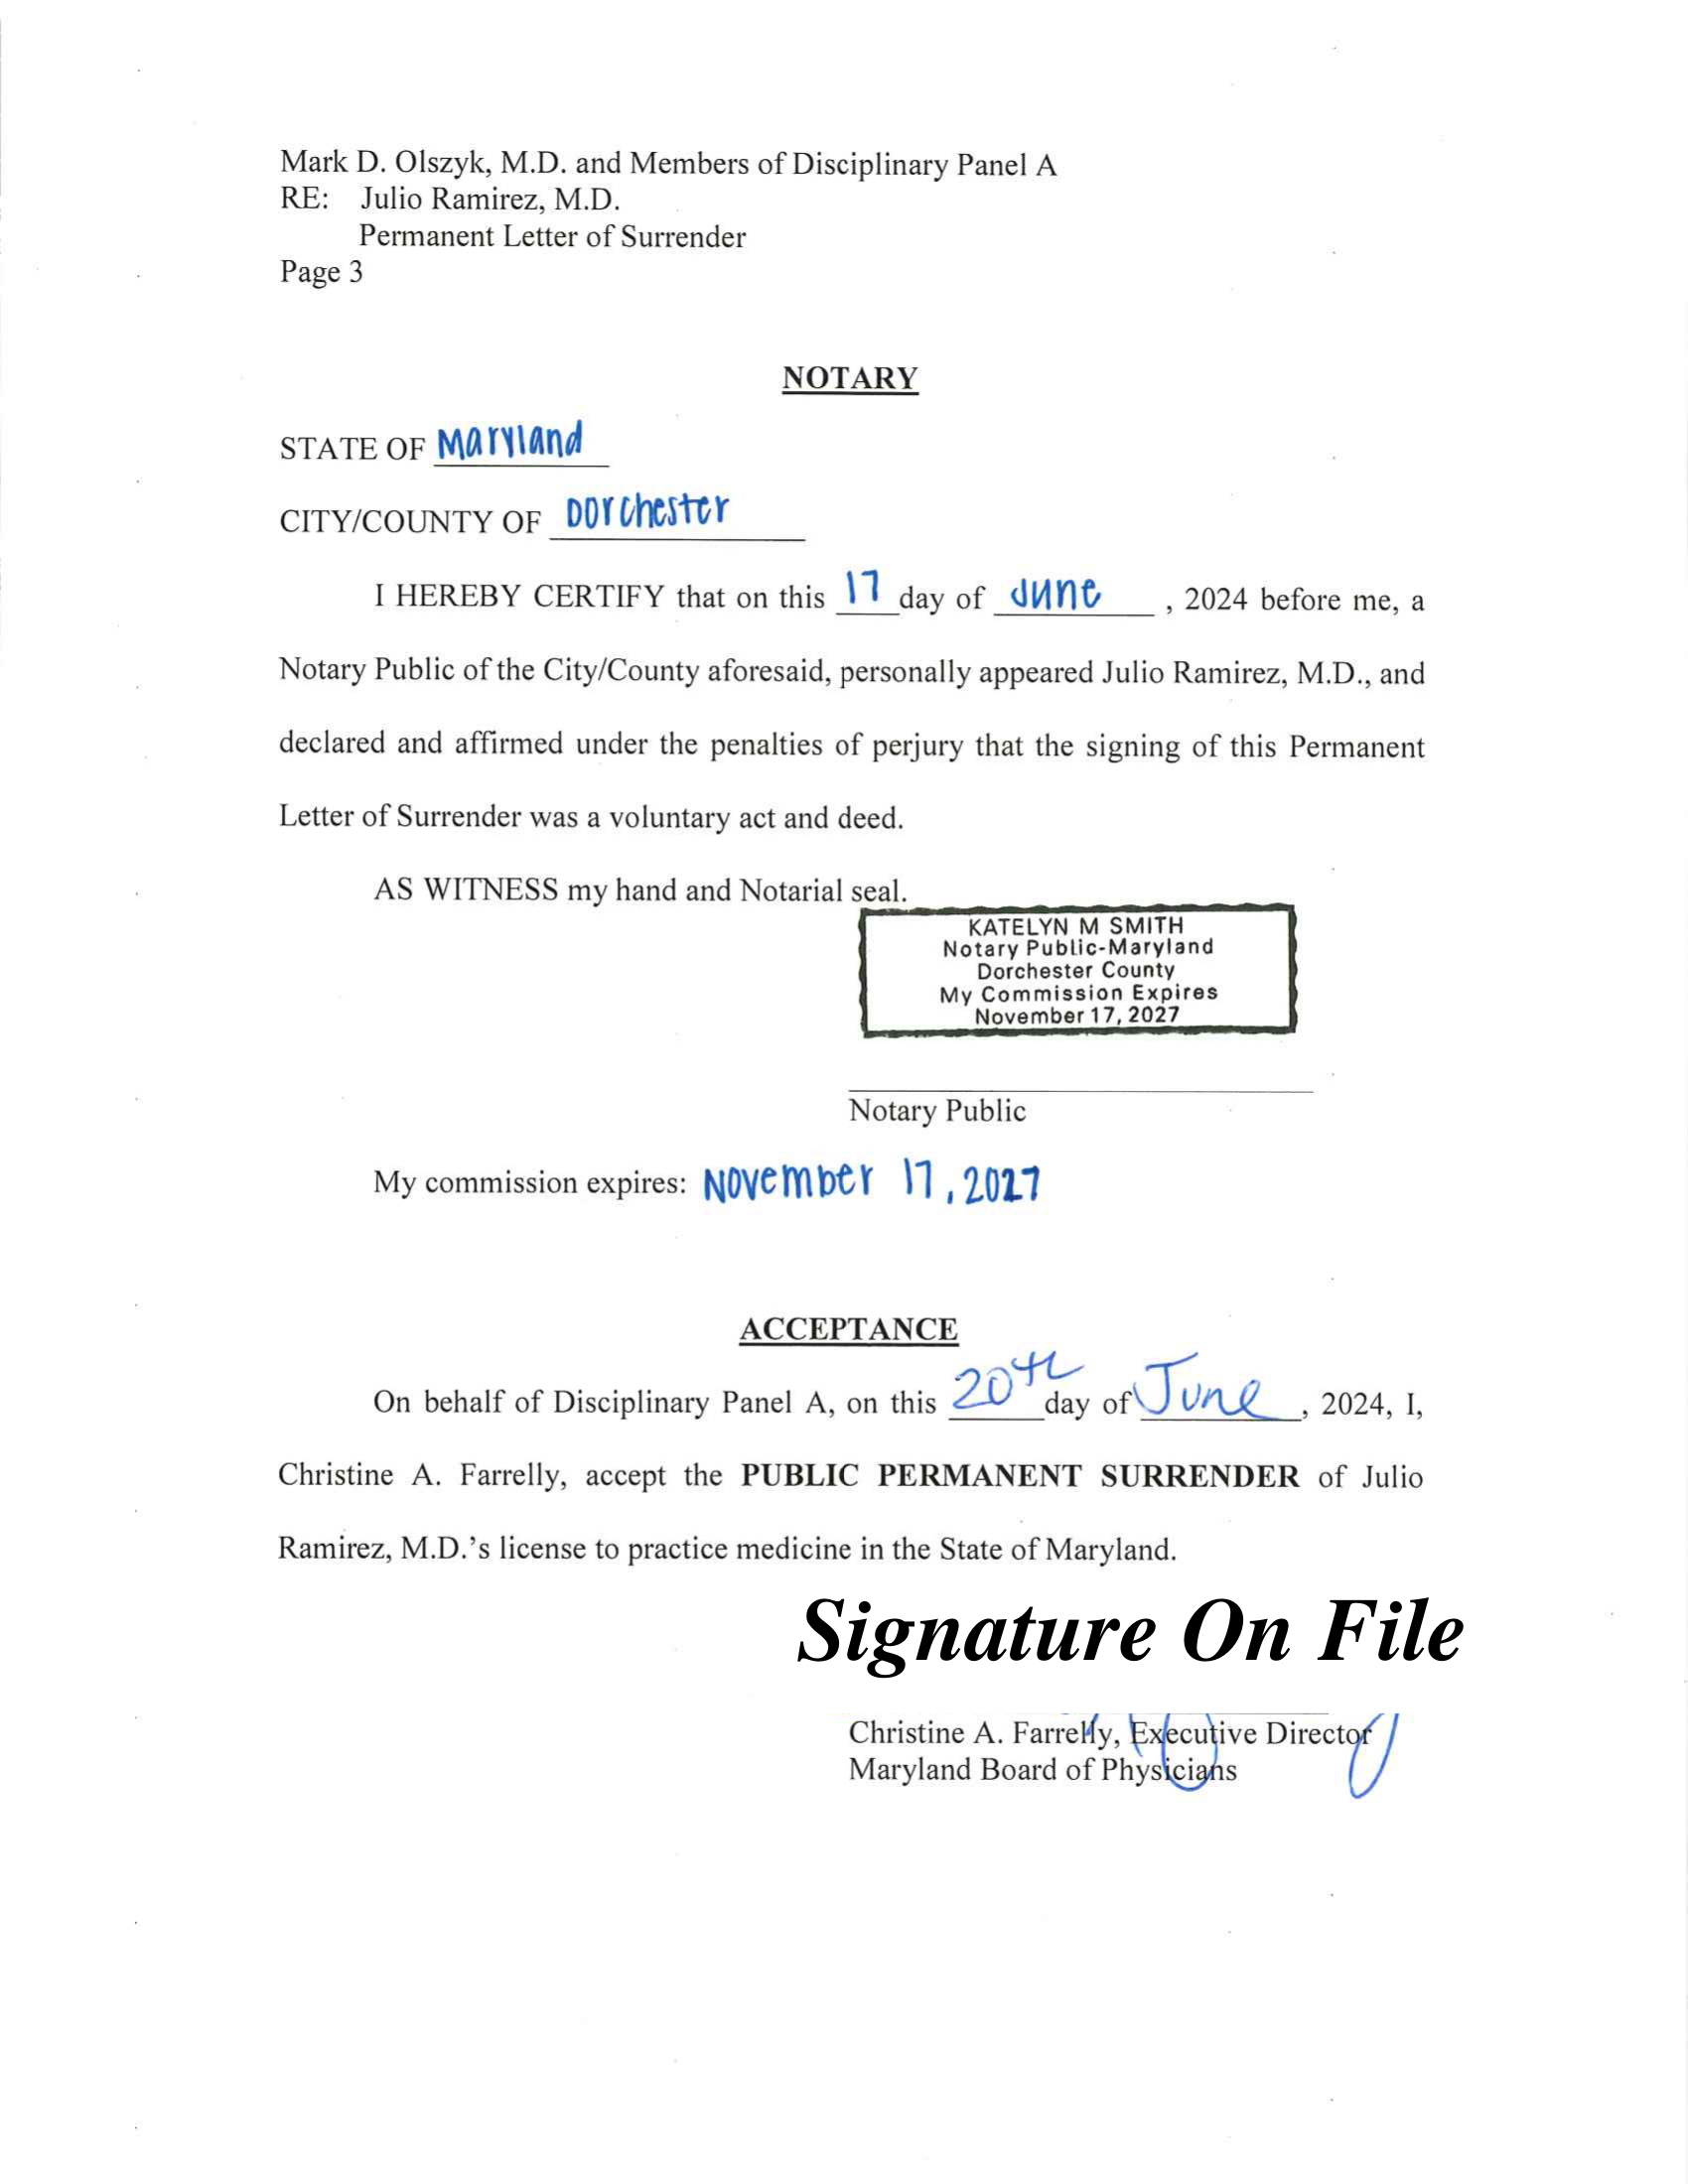 Mark D. Olszyk, M.D. and Members of Disciplinary Panel A
RE: Julio Ramirez, M.D.
Permanent Letter of Surrender
Page 3
NOTARY
STATE OF Maryland
CITY/COUNTY OF Dorchester
I HEREBY CERTIFY that on this 17 day of June, 2024 before me, a
Notary Public of the City/County aforesaid, personally appeared Julio Ramirez, M.D., and
declared and affirmed under the penalties of perjury that the signing of this Permanent
Letter of Surrender was a voluntary act and deed.
AS WITNESS my hand and Notarial seal.
KATELYN M SMITH
Notary Public-Maryland
Dorchester County
My Commission Expires
November 17, 2027
Notary Public
My commission expires: November 17, 2027
ACCEPTANCE
On behalf of Disciplinary Panel A, on this 20th day of June, 2024, I,
Christine A. Farrelly, accept the PUBLIC PERMANENT SURRENDER of Julio
Ramirez, M.D.'s license to practice medicine in the State of Maryland.
Signature On File
Christine A. Farrelly, Executive Director
Maryland Board of Physicians